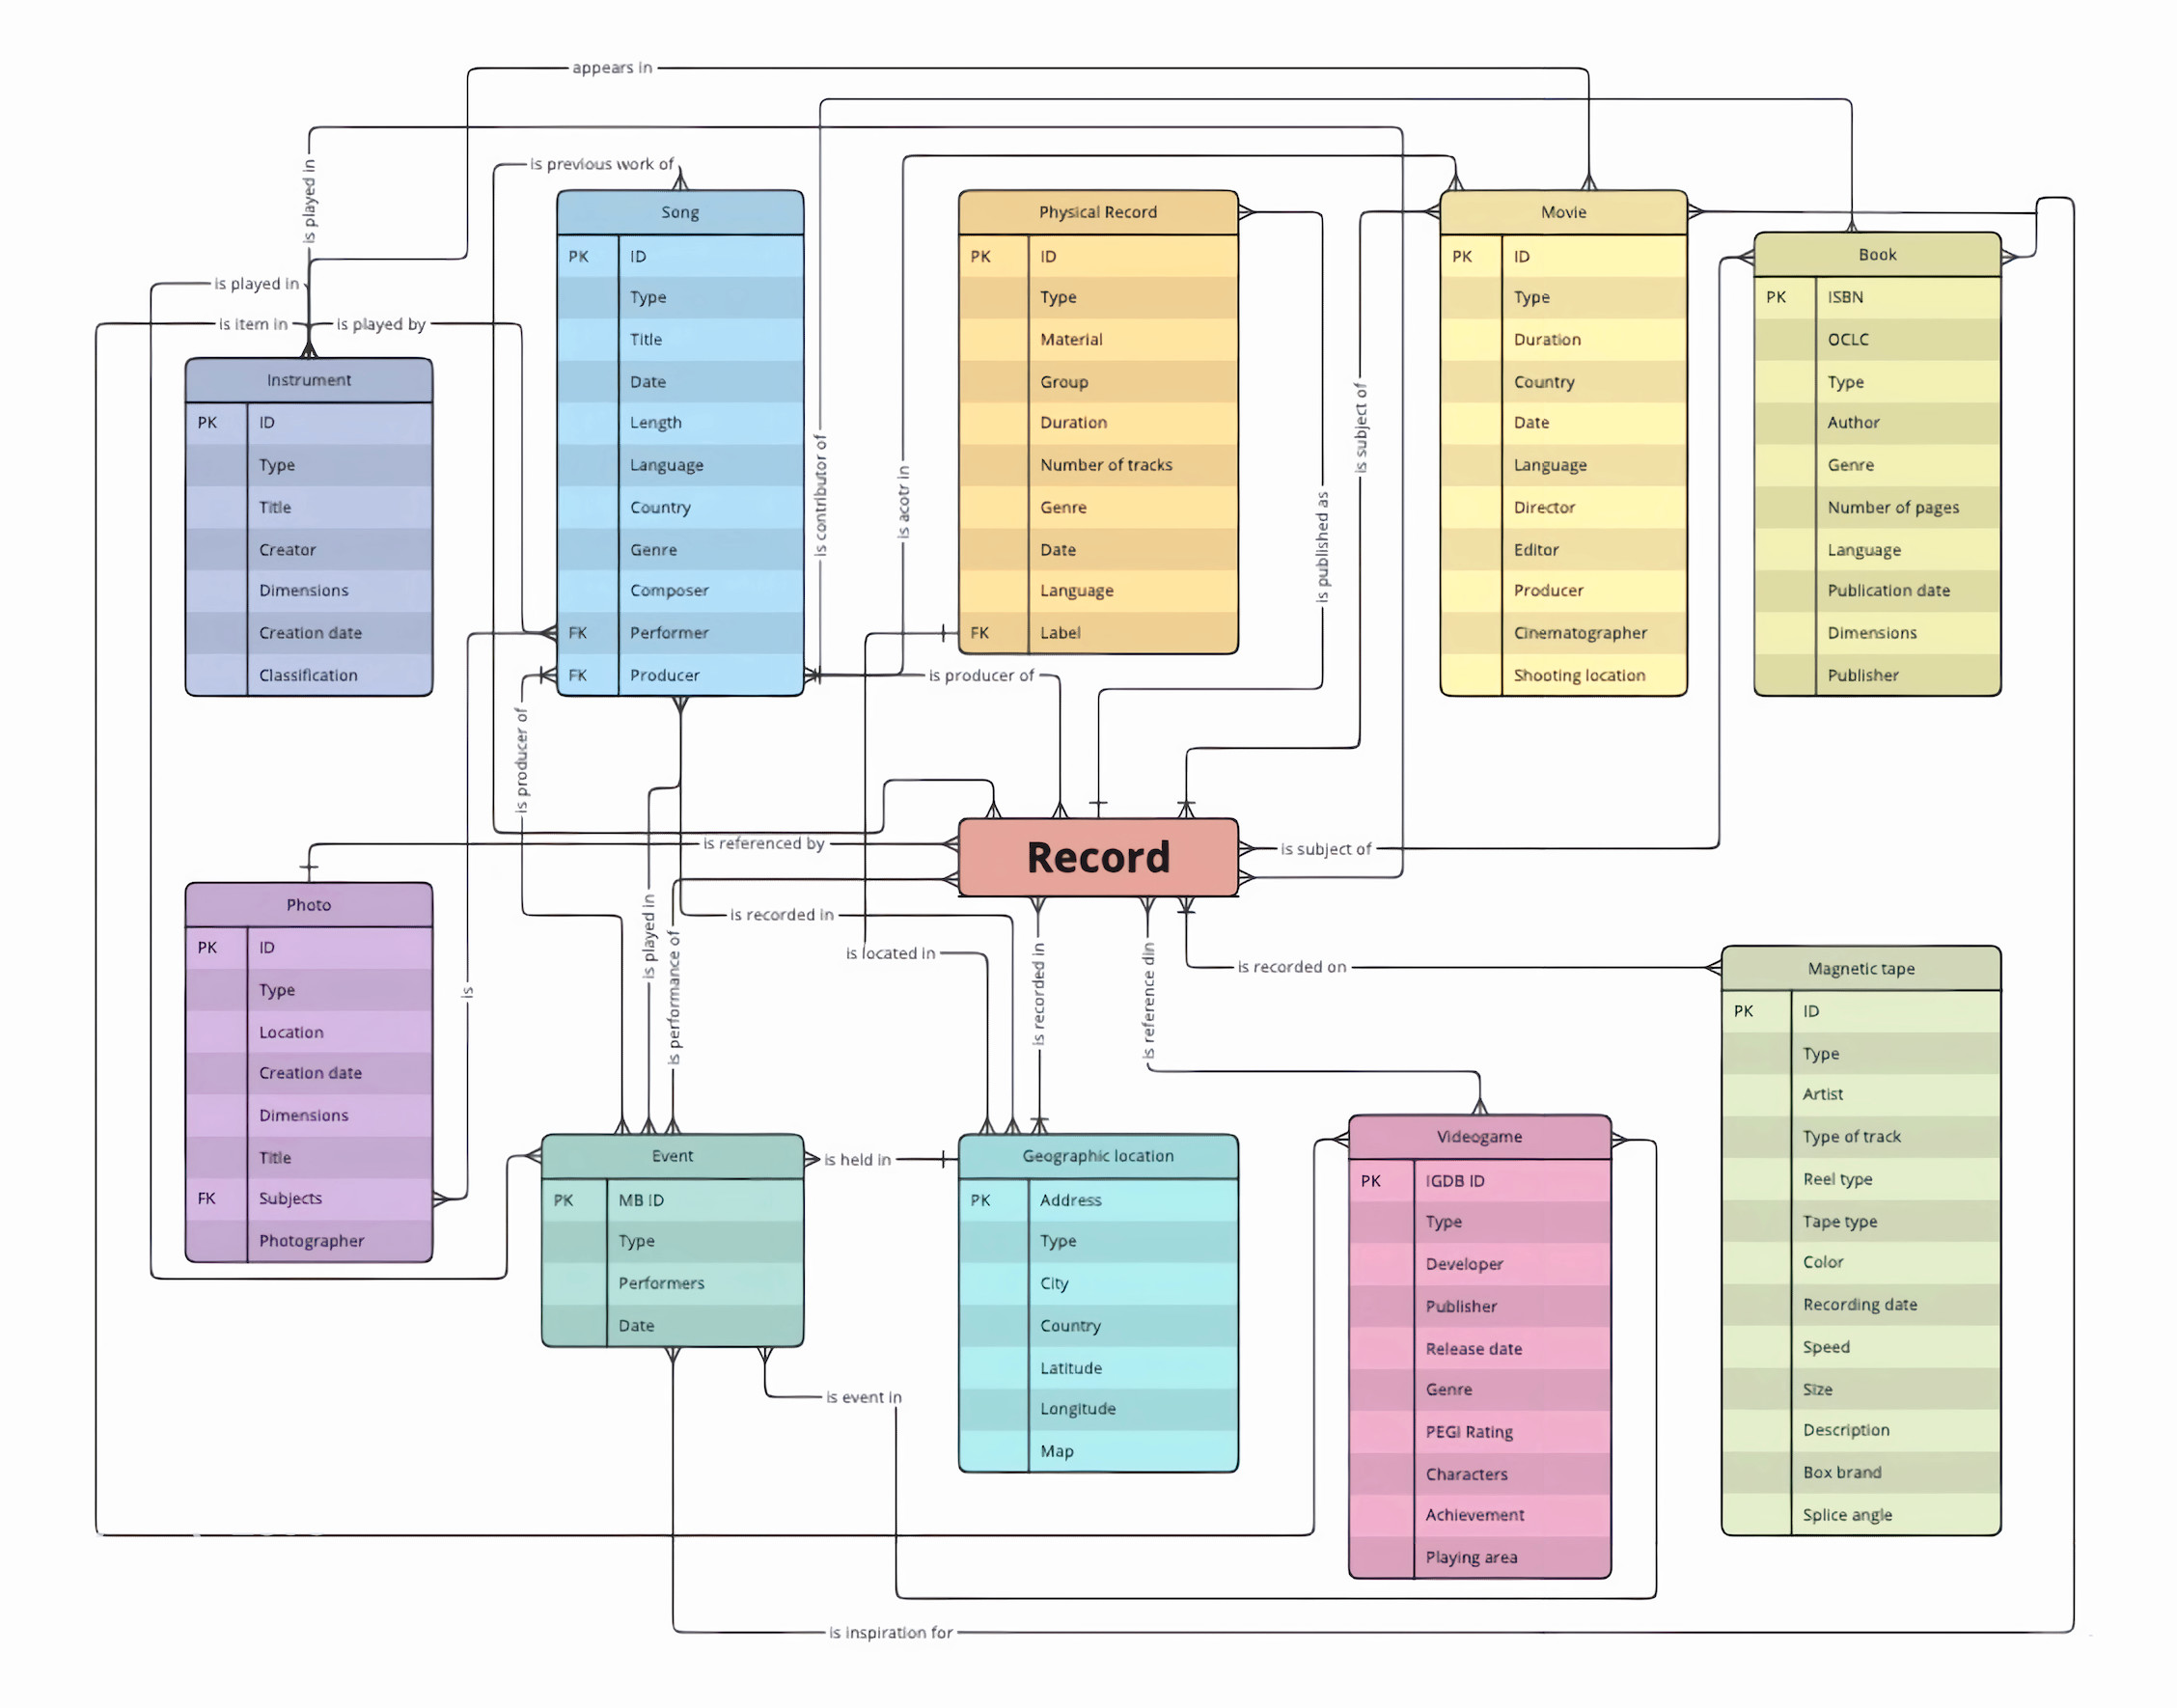 appears in
is played in
is previous work of
is played in
is item in
is played by
is contributor of
is acotr in
is published as
is subject of
Instrument
PK ID
Type
Title
Creator
Dimensions
Creation date
Classification
Song
PK ID
Type
Title
Date
Length
Language
Country
Genre
Composer
FK Performer
FK Producer
Physical Record
PK ID
Type
Material
Group
Duration
Number of tracks
Genre
Date
Language
FK Label
Movie
PK ID
Type
Duration
Country
Date
Language
Director
Editor
Producer
Cinematographer
Shooting location
Book
PK ISBN
OCLC
Type
Author
Genre
Number of pages
Language
Publication date
Dimensions
Publisher
is producer of
is producer of
is referenced by
Record
is subject of
is played in
is recorded in
is performance of
is located in
is recorded in
is reference din
is recorded on
is
Photo
PK ID
Type
Location
Creation date
Dimensions
Title
FK Subjects
Photographer
Event
PK MB ID
Type
Performers
Date
is held in
Geographic location
PK Address
Type
City
Country
Latitude
Longitude
Map
Videogame
PK IGDB ID
Type
Developer
Publisher
Release date
Genre
PEGI Rating
Characters
Achievement
Playing area
Magnetic tape
PK ID
Type
Artist
Type of track
Reel type
Tape type
Color
Recording date
Speed
Size
Description
Box brand
Splice angle
is event in
is inspiration for